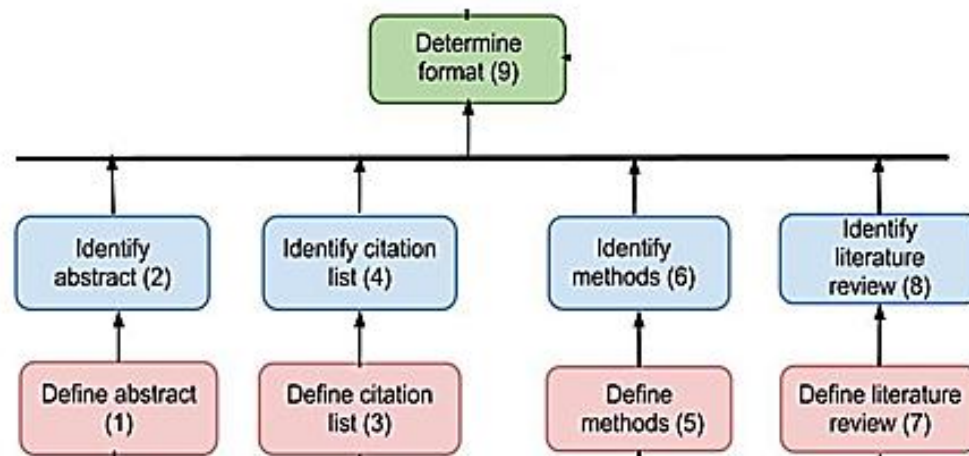 Determine
format (9)
Identify
abstract (2)
Identify citation
list (4)
Identify
methods (6)
Identify
literature
review (8)
Define abstract
(1)
Define citation
list (3)
Define
methods (5)
Define literature
review (7)